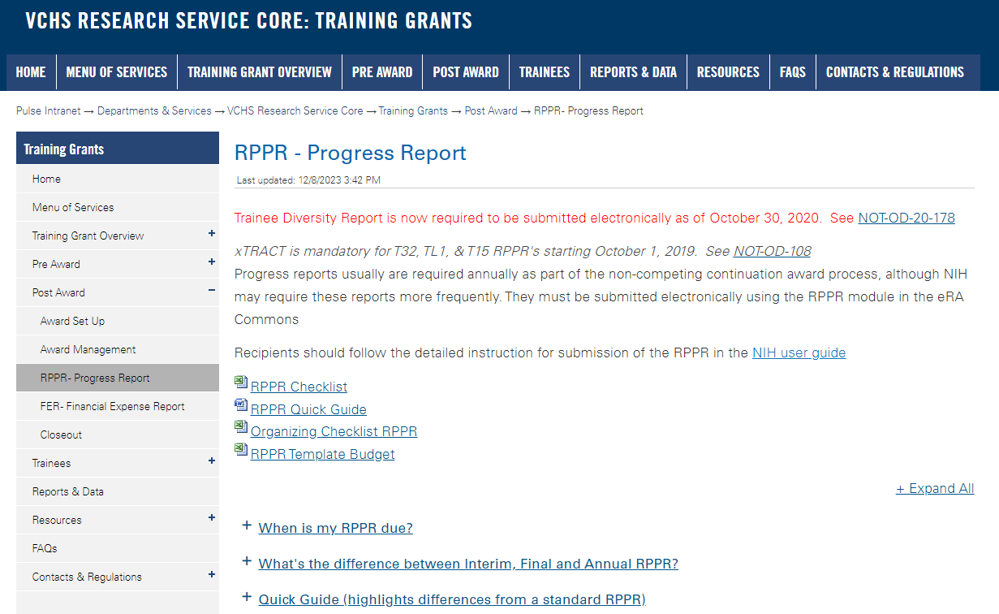 VCHS RESEARCH SERVICE CORE: TRAINING GRANTS
HOME MENU OF SERVICES TRAINING GRANT OVERVIEW PRE AWARD POST AWARD TRAINEES REPORTS & DATA RESOURCES FAQS CONTACTS & REGULATIONS
Pulse Intranet → Departments & Services → VCHS Research Service Core → Training Grants → Post Award → RPPR- Progress Report
Training Grants
Home
Menu of Services
Training Grant Overview +
Pre Award +
Post Award −
Award Set Up
Award Management
RPPR- Progress Report
FER- Financial Expense Report
Closeout
Trainees +
Reports & Data
Resources +
FAQs
Contacts & Regulations +
RPPR - Progress Report
Last updated: 12/8/2023 3:42 PM
Trainee Diversity Report is now required to be submitted electronically as of October 30, 2020.  See NOT-OD-20-178
xTRACT is mandatory for T32, TL1, & T15 RPPR's starting October 1, 2019.  See NOT-OD-108
Progress reports usually are required annually as part of the non-competing continuation award process, although NIH
may require these reports more frequently. They must be submitted electronically using the RPPR module in the eRA
Commons
Recipients should follow the detailed instruction for submission of the RPPR in the NIH user guide
RPPR Checklist
RPPR Quick Guide
Organizing Checklist RPPR
RPPR Template Budget
+ Expand All
+ When is my RPPR due?
+ What's the difference between Interim, Final and Annual RPPR?
+ Quick Guide (highlights differences from a standard RPPR)